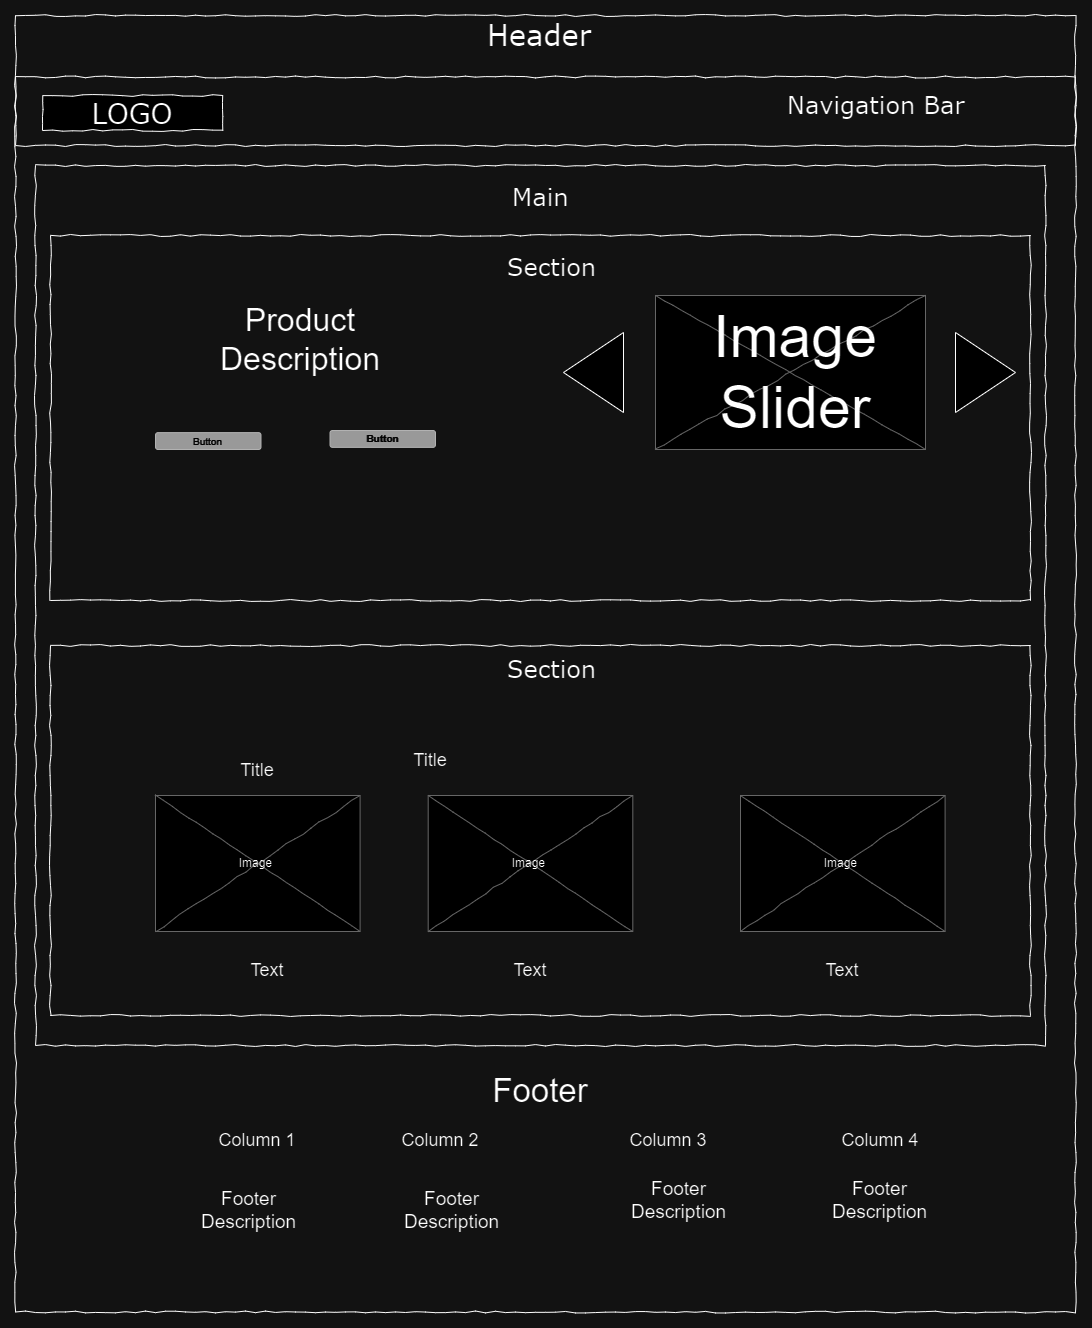 Header
LOGO
Navigation Bar
Main
Section
Product
Description
Image
Slider
Button
Button
Section
Title
Title
Image
Image
Image
Text
Text
Text
Footer
Column 1
Column 2
Column 3
Column 4
Footer
Description
Footer
Description
Footer
Description
Footer
Description